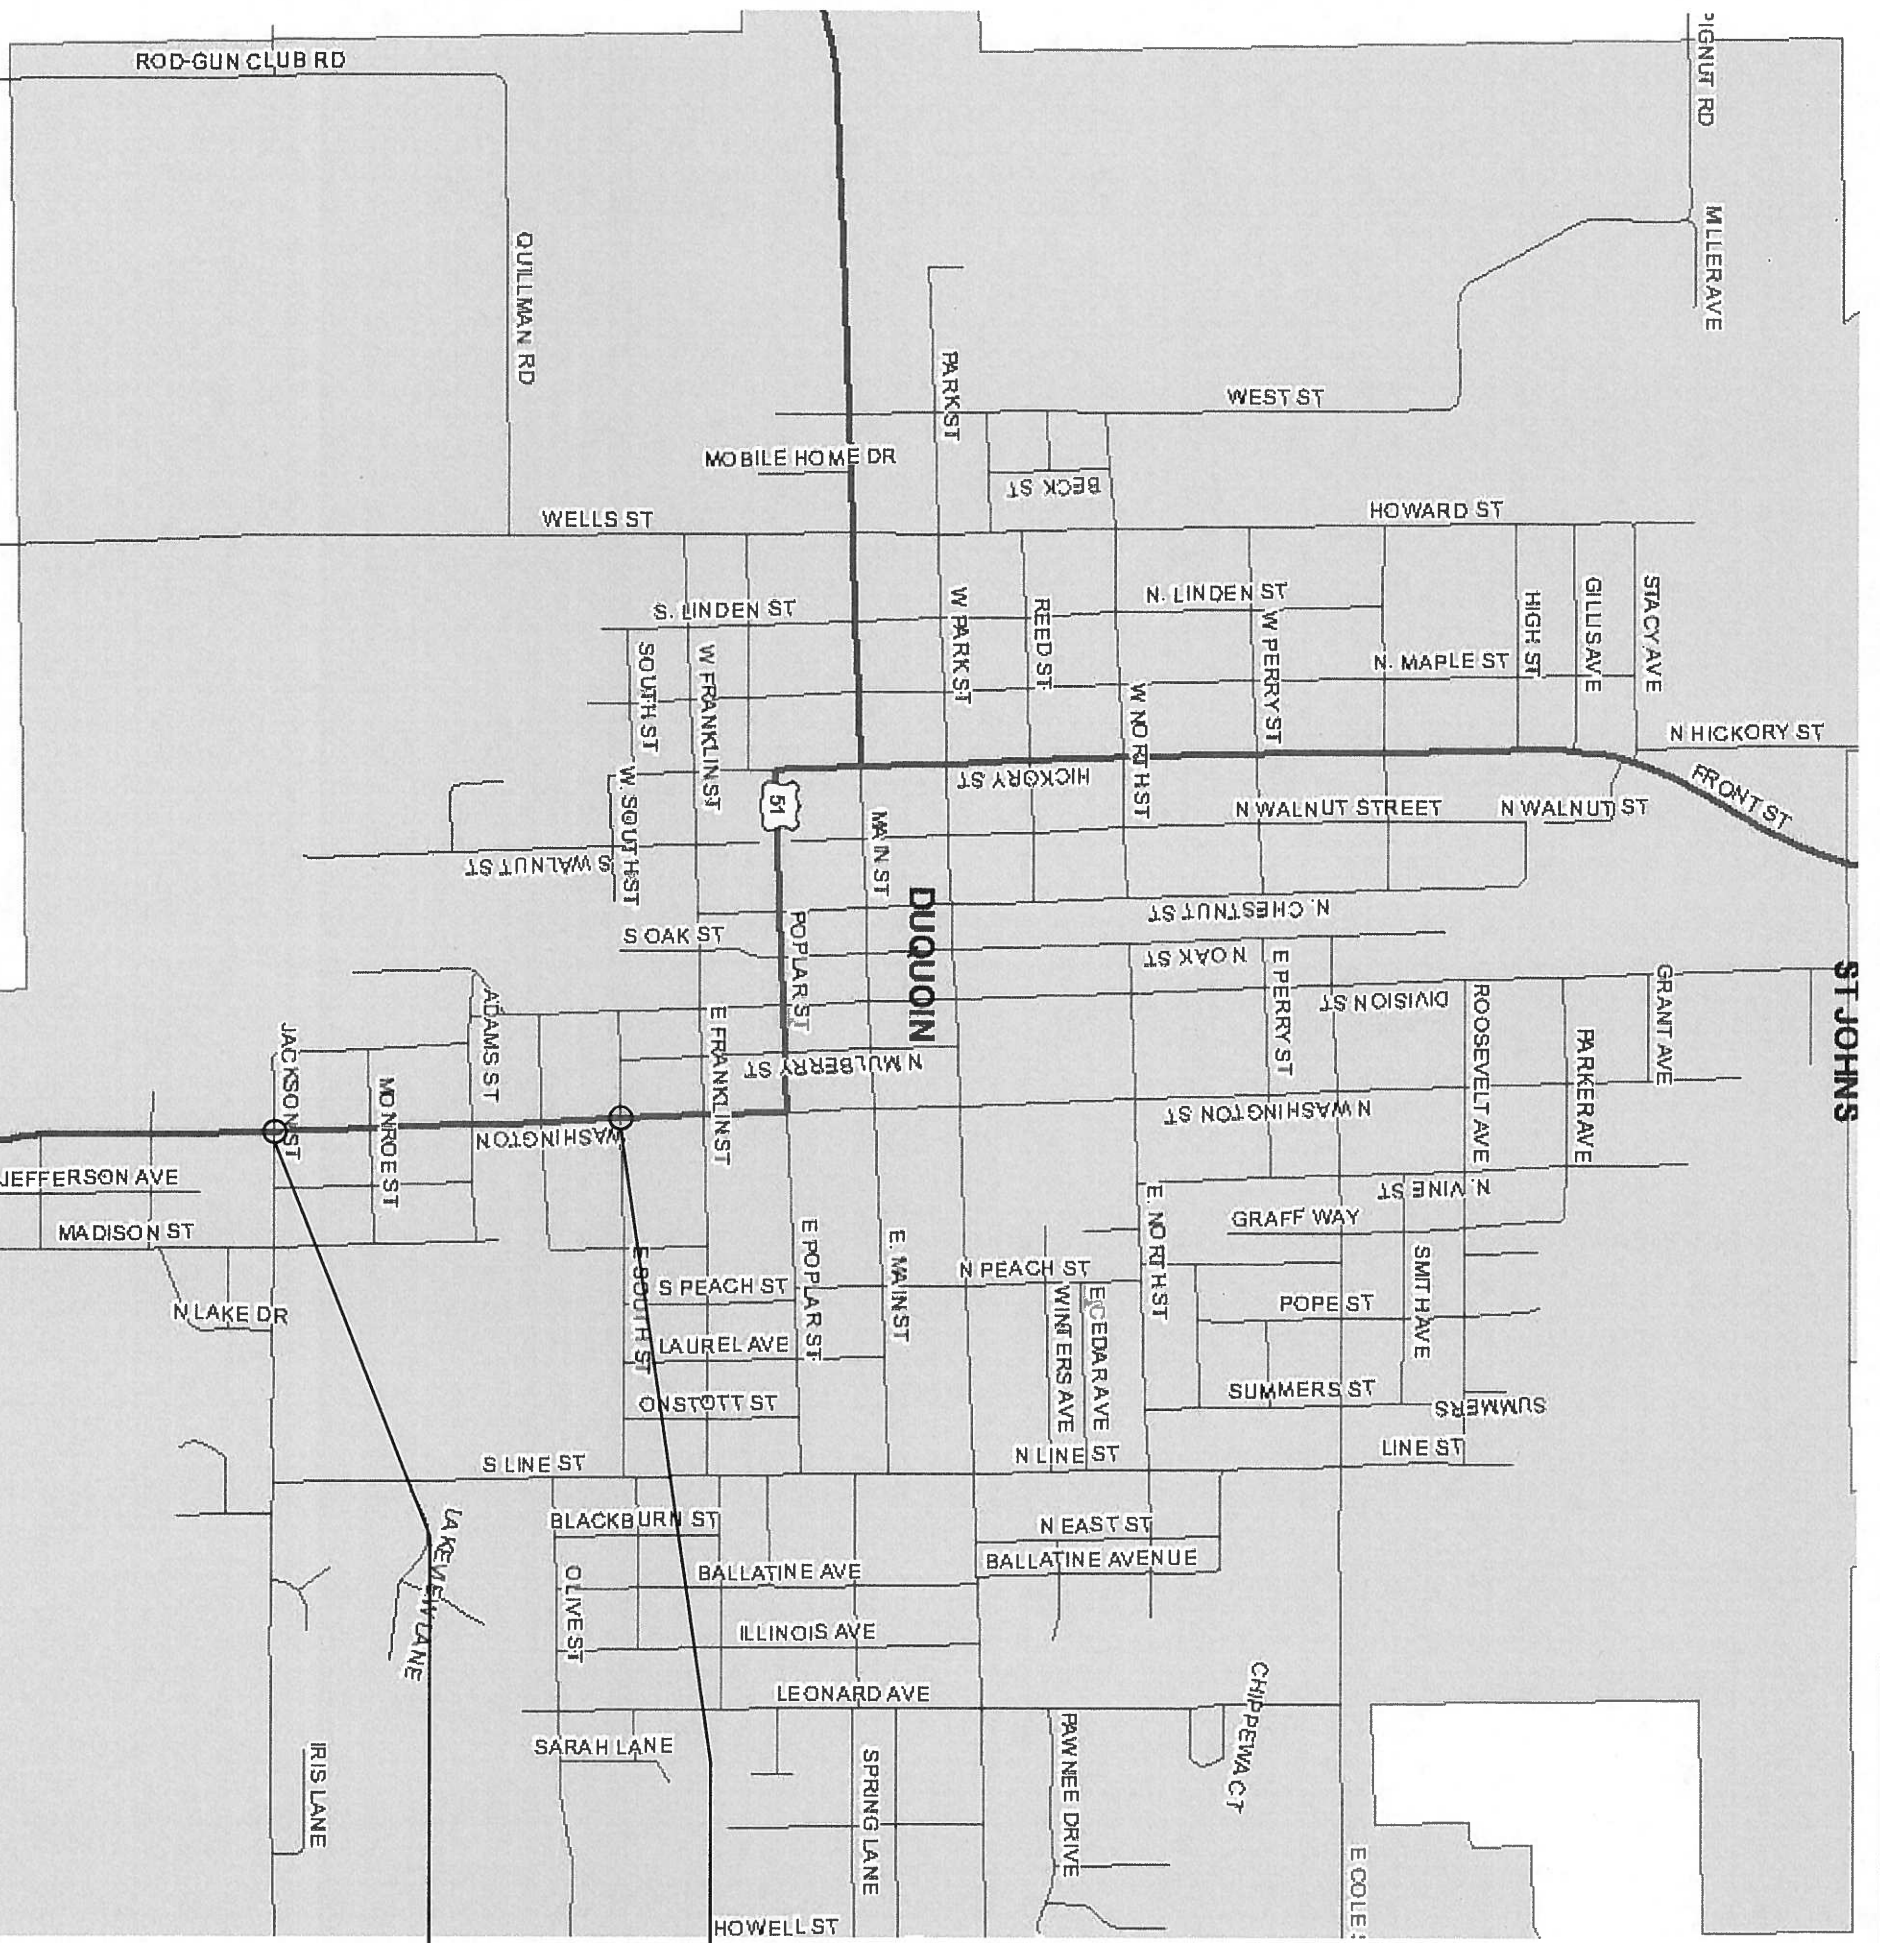 ROD-GUN CLUB RD
PIGNUT RD
MILLER AVE
QUILLMAN RD
PARK ST
WEST ST
MOBILE HOME DR
BECK ST
WELLS ST
HOWARD ST
S. LINDEN ST
N. LINDEN ST
W PARK ST
REED ST
W PERRY ST
HIGH ST
GILLIS AVE
STACY AVE
SOUTH ST
W FRANKLIN ST
N. MAPLE ST
W NORTH ST
N HICKORY ST
HICKORY ST
FRONT ST
51
W. SOUTH ST
MAIN ST
N WALNUT STREET
N WALNUT ST
S WALNUT ST
DUQUOIN
N. CHESTNUT ST
S OAK ST
POPLAR ST
N OAK ST
E PERRY ST
DIVISION ST
ROOSEVELT AVE
PARKER AVE
GRANT AVE
ST JOHNS
ADAMS ST
JACKSON ST
MONROE ST
E FRANKLIN ST
N MULBERRY ST
N WASHINGTON ST
WASHINGTON
JEFFERSON AVE
MADISON ST
N. VINE ST
E. NORTH ST
GRAFF WAY
SMITH AVE
E SOUTH ST
S PEACH ST
E POPLAR ST
E. MAIN ST
N PEACH ST
WINTERS AVE
E CEDAR AVE
POPE ST
N LAKE DR
LAUREL AVE
ONSTOTT ST
SUMMERS ST
SUMMERS
S LINE ST
N LINE ST
LINE ST
LAKEVIEW LANE
BLACKBURN ST
N EAST ST
BALLATINE AVE
BALLATINE AVENUE
OLIVE ST
ILLINOIS AVE
LEONARD AVE
CHIPPEWA CT
SARAH LANE
IRIS LANE
SPRING LANE
PAWNEE DRIVE
E COLE
HOWELL ST